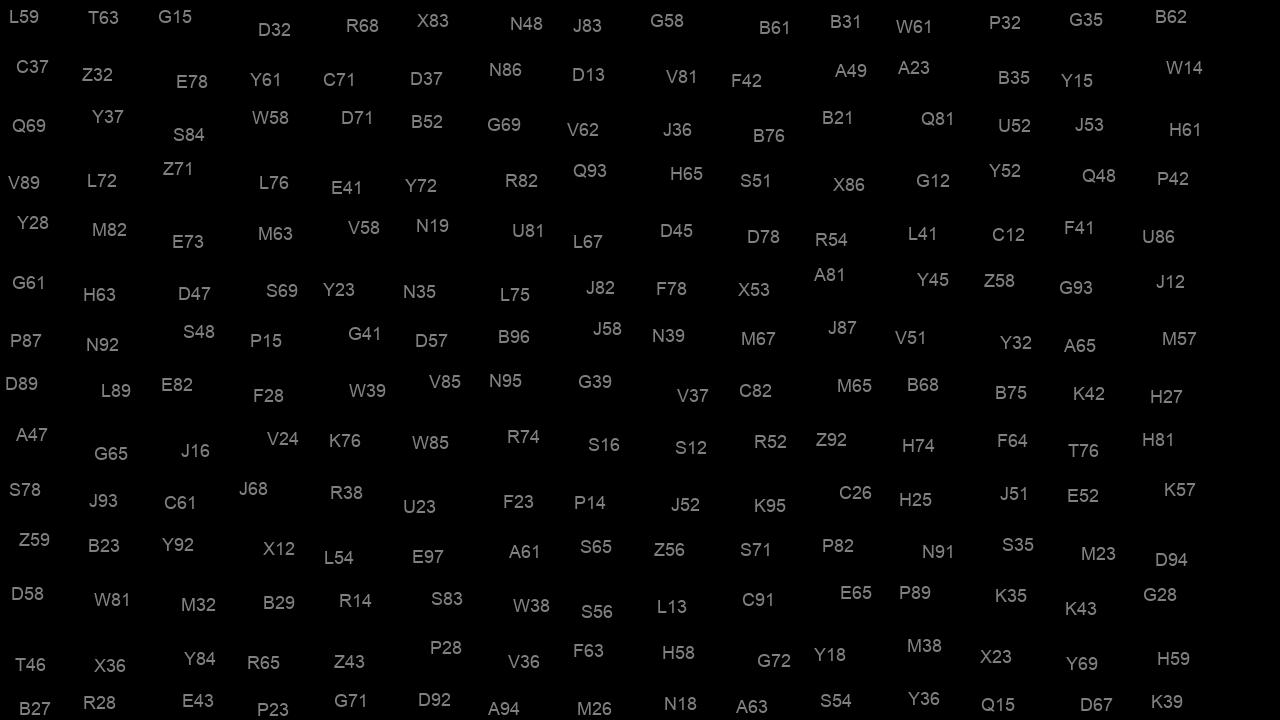 L59 T63 G15 D32 R68 X83 N48 J83 G58 B61 B31 W61 P32 G35 B62
C37 Z32 E78 Y61 C71 D37 N86 D13 V81 F42 A49 A23 B35 Y15 W14
Q69 Y37 S84 W58 D71 B52 G69 V62 J36 B76 B21 Q81 U52 J53 H61
V89 L72 Z71 L76 E41 Y72 R82 Q93 H65 S51 X86 G12 Y52 Q48 P42
Y28 M82 E73 M63 V58 N19 U81 L67 D45 D78 R54 L41 C12 F41 U86
G61 H63 D47 S69 Y23 N35 L75 J82 F78 X53 A81 Y45 Z58 G93 J12
P87 N92 S48 P15 G41 D57 B96 J58 N39 M67 J87 V51 Y32 A65 M57
D89 L89 E82 F28 W39 V85 N95 G39 V37 C82 M65 B68 B75 K42 H27
A47 G65 J16 V24 K76 W85 R74 S16 S12 R52 Z92 H74 F64 T76 H81
S78 J93 C61 J68 R38 U23 F23 P14 J52 K95 C26 H25 J51 E52 K57
Z59 B23 Y92 X12 L54 E97 A61 S65 Z56 S71 P82 N91 S35 M23 D94
D58 W81 M32 B29 R14 S83 W38 S56 L13 C91 E65 P89 K35 K43 G28
T46 X36 Y84 R65 Z43 P28 V36 F63 H58 G72 Y18 M38 X23 Y69 H59
B27 R28 E43 P23 G71 D92 A94 M26 N18 A63 S54 Y36 Q15 D67 K39